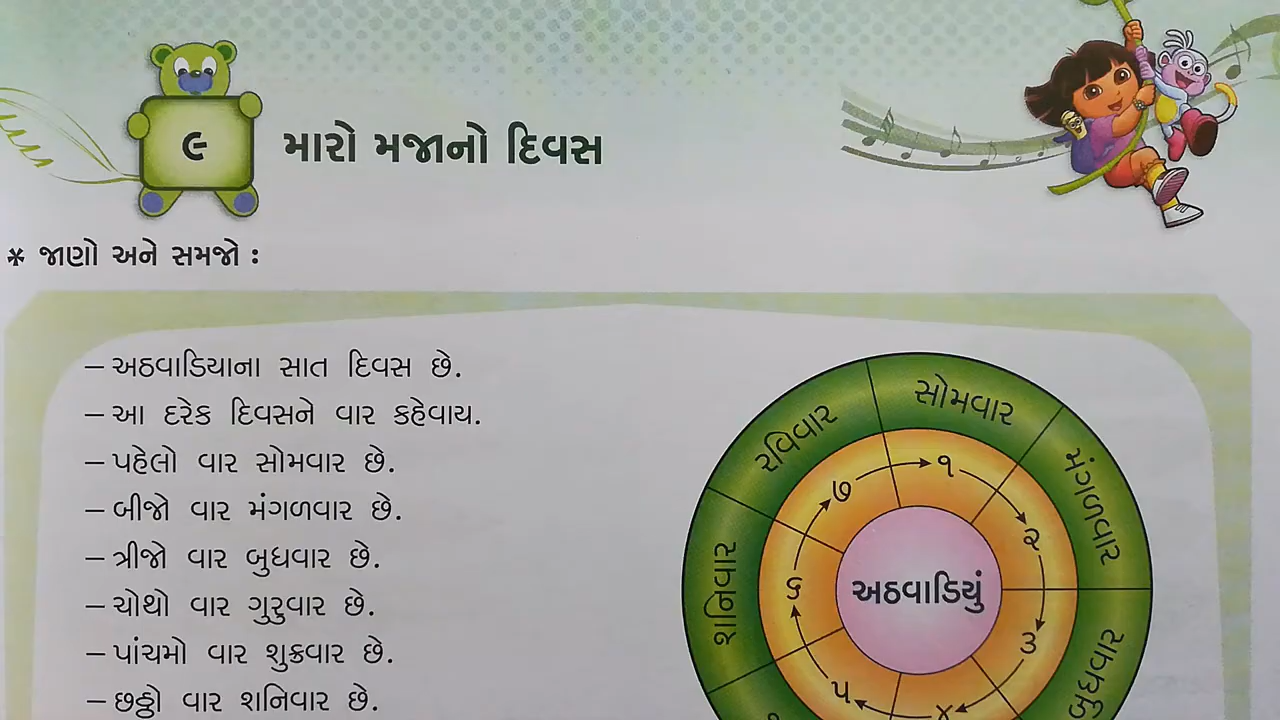 ૯
મારો મજાનો દિવસ
* જાણો અને સમજો :
– અઠવાડિયાના સાત દિવસ છે.
– આ દરેક દિવસને વાર કહેવાય.
– પહેલો વાર સોમવાર છે.
– બીજો વાર મંગળવાર છે.
– ત્રીજો વાર બુધવાર છે.
– ચોથો વાર ગુરુવાર છે.
– પાંચમો વાર શુક્રવાર છે.
– છઠ્ઠો વાર શનિવાર છે.
સોમવાર
મંગળવાર
બુધવાર
શનિવાર
રવિવાર
૧
૨
૩
૪
૫
૬
૭
અઠવાડિયું